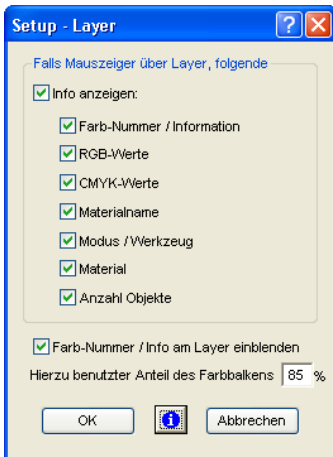 Setup - Layer
Falls Mauszeiger über Layer, folgende
Info anzeigen:
Farb-Nummer / Information
RGB-Werte
CMYK-Werte
Materialname
Modus / Werkzeug
Material
Anzahl Objekte
Farb-Nummer / Info am Layer einblenden
Hierzu benutzter Anteil des Farbbalkens 85 %
OK Abbrechen